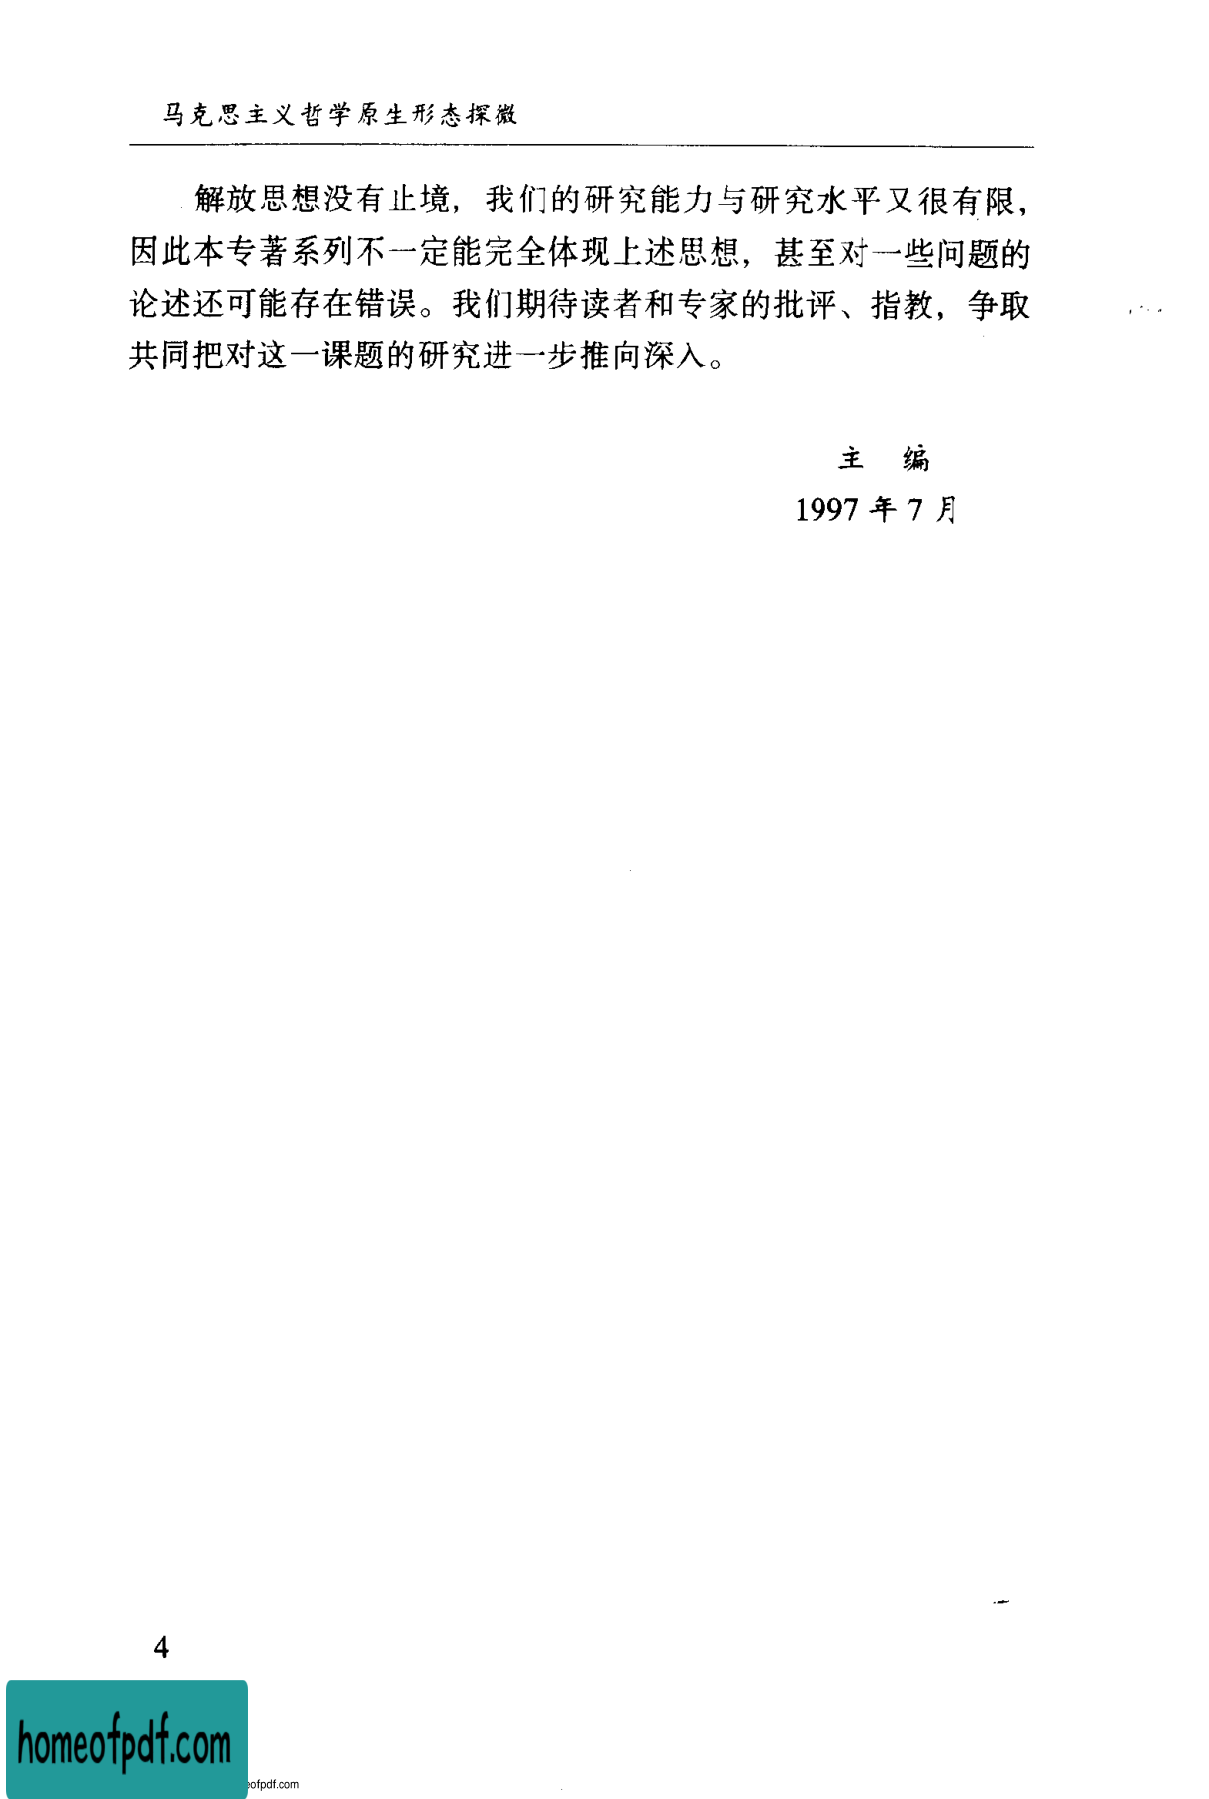 马克思主义哲学原生形态探微
解放思想没有止境，我们的研究能力与研究水平又很有限，
因此本专著系列不一定能完全体现上述思想，甚至对一些问题的
论述还可能存在错误。我们期待读者和专家的批评、指教，争取
共同把对这一课题的研究进一步推向深入。
主 编
1997 年 7 月
4
homeofpdf.com
eofpdf.com